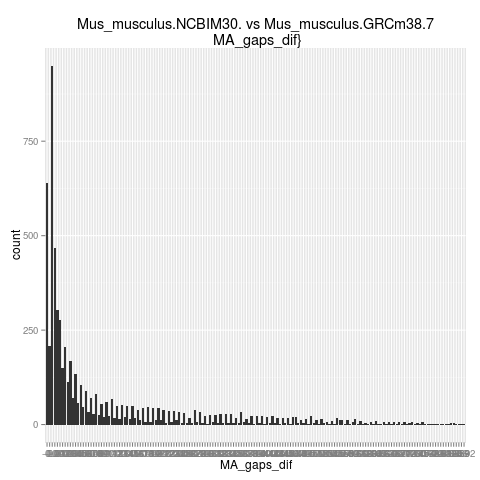 Mus_musculus.NCBIM30. vs Mus_musculus.GRCm38.7
MA_gaps_dif}
750
500
250
0
count
MA_gaps_dif